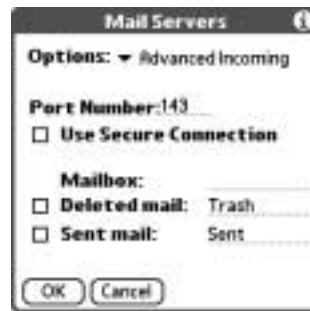 Mail Servers
Options: Advanced Incoming
Port Number:143
Use Secure Connection
Mailbox:
Deleted mail: Trash
Sent mail: Sent
OK Cancel